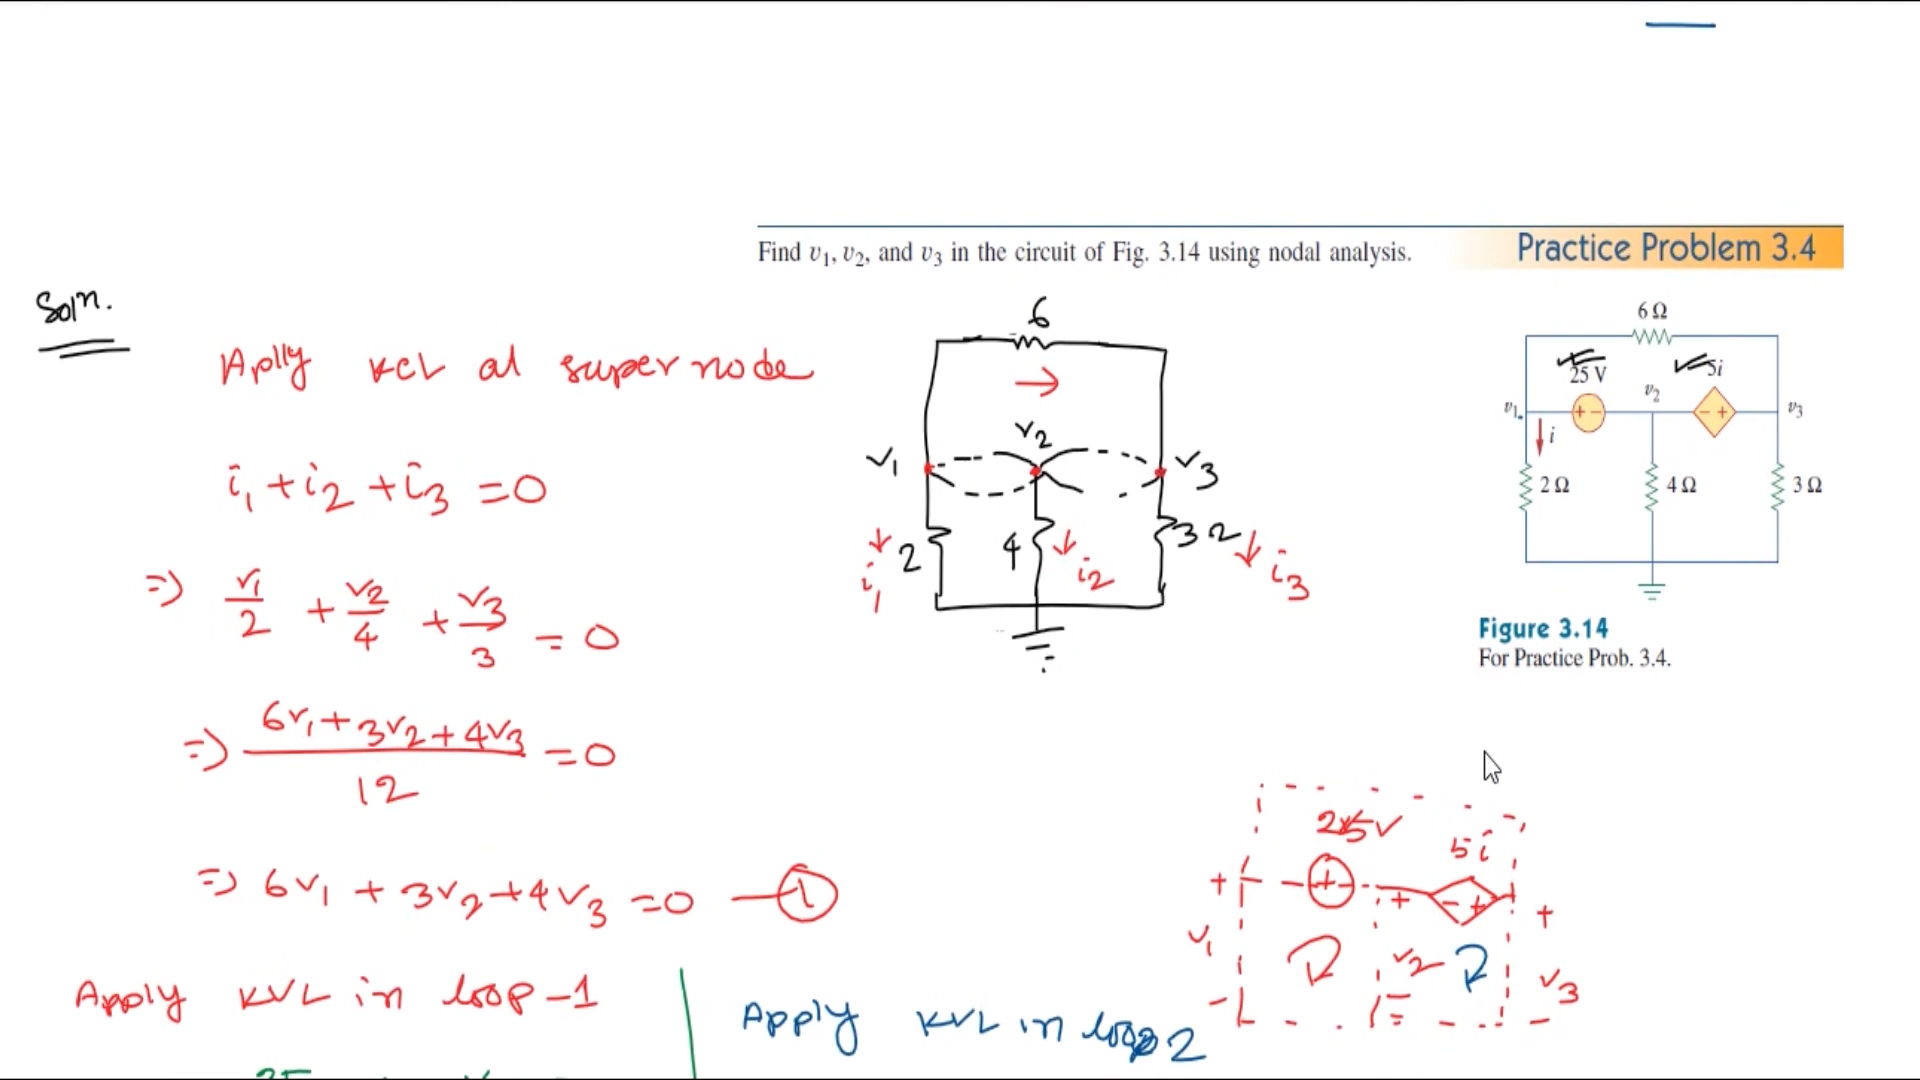 Find v1, v2, and v3 in the circuit of Fig. 3.14 using nodal analysis.
Practice Problem 3.4
Soln.
Aplly KCL at supernode
i1 + i2 + i3 = 0
=> v1/2 + v2/4 + v3/3 = 0
=> (6v1 + 3v2 + 4v3)/12 = 0
=> 6v1 + 3v2 + 4v3 = 0 — ①
Apply KVL in loop-1
Apply KVL in loop 2
6
v1
v2
v3
2
4
3
i1
i2
i3
6 Ω
25 V
5i
v1
v2
v3
i
2 Ω
4 Ω
3 Ω
Figure 3.14
For Practice Prob. 3.4.
25V
5i
+ - + + - + +
v1
v2
v3
- - -